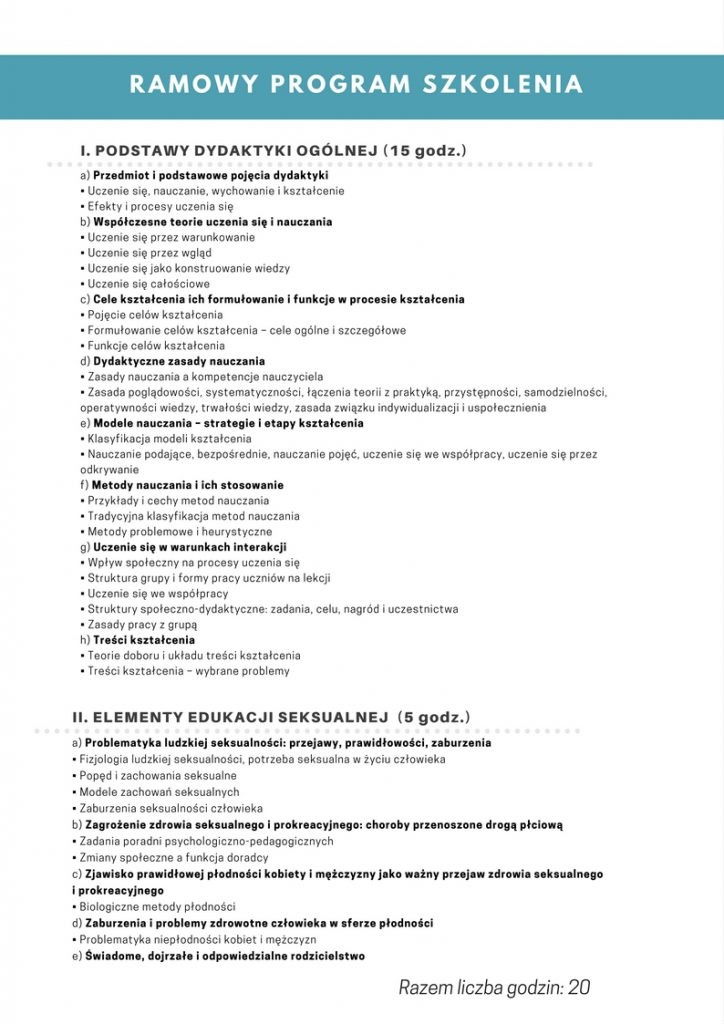 RAMOWY PROGRAM SZKOLENIA
I. PODSTAWY DYDAKTYKI OGÓLNEJ (15 godz.)
a) Przedmiot i podstawowe pojęcia dydaktyki
▪ Uczenie się, nauczanie, wychowanie i kształcenie
▪ Efekty i procesy uczenia się
b) Współczesne teorie uczenia się i nauczania
▪ Uczenie się przez warunkowanie
▪ Uczenie się przez wgląd
▪ Uczenie się jako konstruowanie wiedzy
▪ Uczenie się całościowe
c) Cele kształcenia ich formułowanie i funkcje w procesie kształcenia
▪ Pojęcie celów kształcenia
▪ Formułowanie celów kształcenia – cele ogólne i szczegółowe
▪ Funkcje celów kształcenia
d) Dydaktyczne zasady nauczania
▪ Zasady nauczania a kompetencje nauczyciela
▪ Zasada poglądowości, systematyczności, łączenia teorii z praktyką, przystępności, samodzielności,
operatywności wiedzy, trwałości wiedzy, zasada związku indywidualizacji i uspołecznienia
e) Modele nauczania – strategie i etapy kształcenia
▪ Klasyfikacja modeli kształcenia
▪ Nauczanie podające, bezpośrednie, nauczanie pojęć, uczenie się we współpracy, uczenie się przez
odkrywanie
f) Metody nauczania i ich stosowanie
▪ Przykłady i cechy metod nauczania
▪ Tradycyjna klasyfikacja metod nauczania
▪ Metody problemowe i heurystyczne
g) Uczenie się w warunkach interakcji
▪ Wpływ społeczny na procesy uczenia się
▪ Struktura grupy i formy pracy uczniów na lekcji
▪ Uczenie się we współpracy
▪ Struktury społeczno-dydaktyczne: zadania, celu, nagród i uczestnictwa
▪ Zasady pracy z grupą
h) Treści kształcenia
▪ Teorie doboru i układu treści kształcenia
▪ Treści kształcenia – wybrane problemy
II. ELEMENTY EDUKACJI SEKSUALNEJ (5 godz.)
a) Problematyka ludzkiej seksualności: przejawy, prawidłowości, zaburzenia
▪ Fizjologia ludzkiej seksualności, potrzeba seksualna w życiu człowieka
▪ Popęd i zachowania seksualne
▪ Modele zachowań seksualnych
▪ Zaburzenia seksualności człowieka
b) Zagrożenie zdrowia seksualnego i prokreacyjnego: choroby przenoszone drogą płciową
▪ Zadania poradni psychologiczno-pedagogicznych
▪ Zmiany społeczne a funkcja doradcy
c) Zjawisko prawidłowej płodności kobiety i mężczyzny jako ważny przejaw zdrowia seksualnego
i prokreacyjnego
▪ Biologiczne metody płodności
d) Zaburzenia i problemy zdrowotne człowieka w sferze płodności
▪ Problematyka niepłodności kobiet i mężczyzn
e) Świadome, dojrzałe i odpowiedzialne rodzicielstwo
Razem liczba godzin: 20